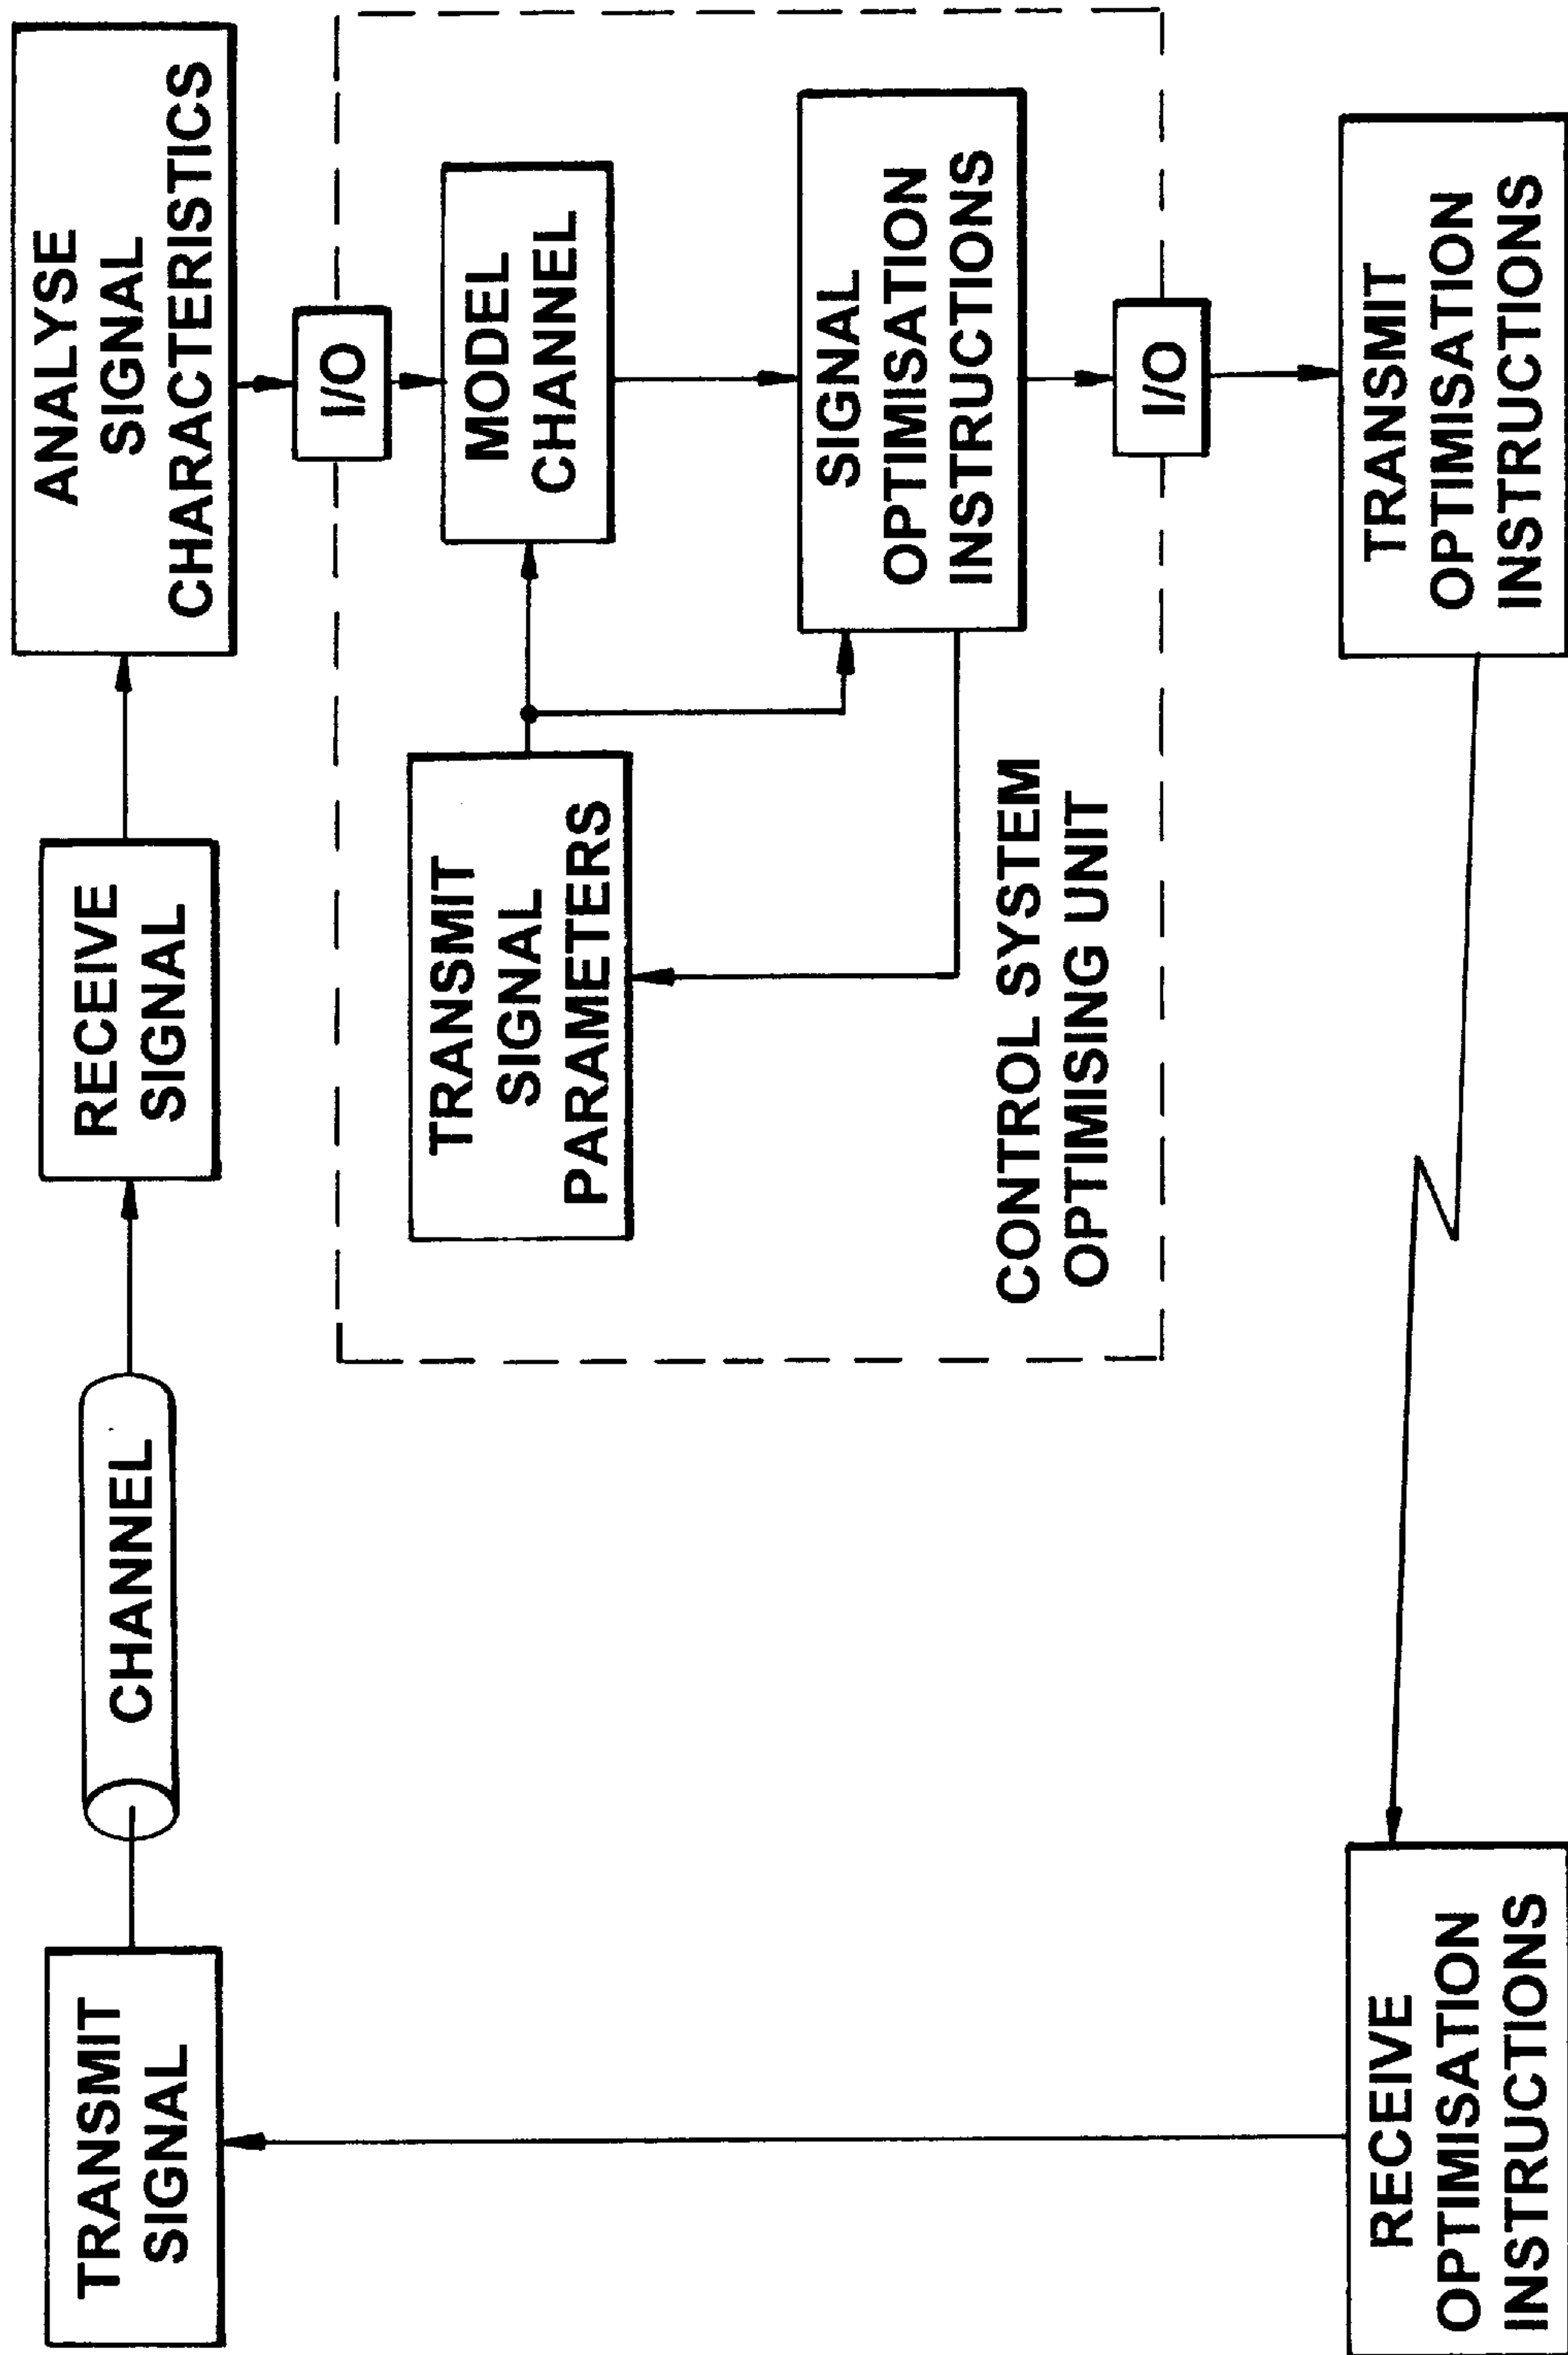 TRANSMIT
SIGNAL
CHANNEL
RECEIVE
SIGNAL
ANALYSE
SIGNAL
CHARACTERISTICS
I/O
TRANSMIT
SIGNAL
PARAMETERS
MODEL
CHANNEL
SIGNAL
OPTIMISATION
INSTRUCTIONS
CONTROL SYSTEM
OPTIMISING UNIT
I/O
RECEIVE
OPTIMISATION
INSTRUCTIONS
TRANSMIT
OPTIMISATION
INSTRUCTIONS